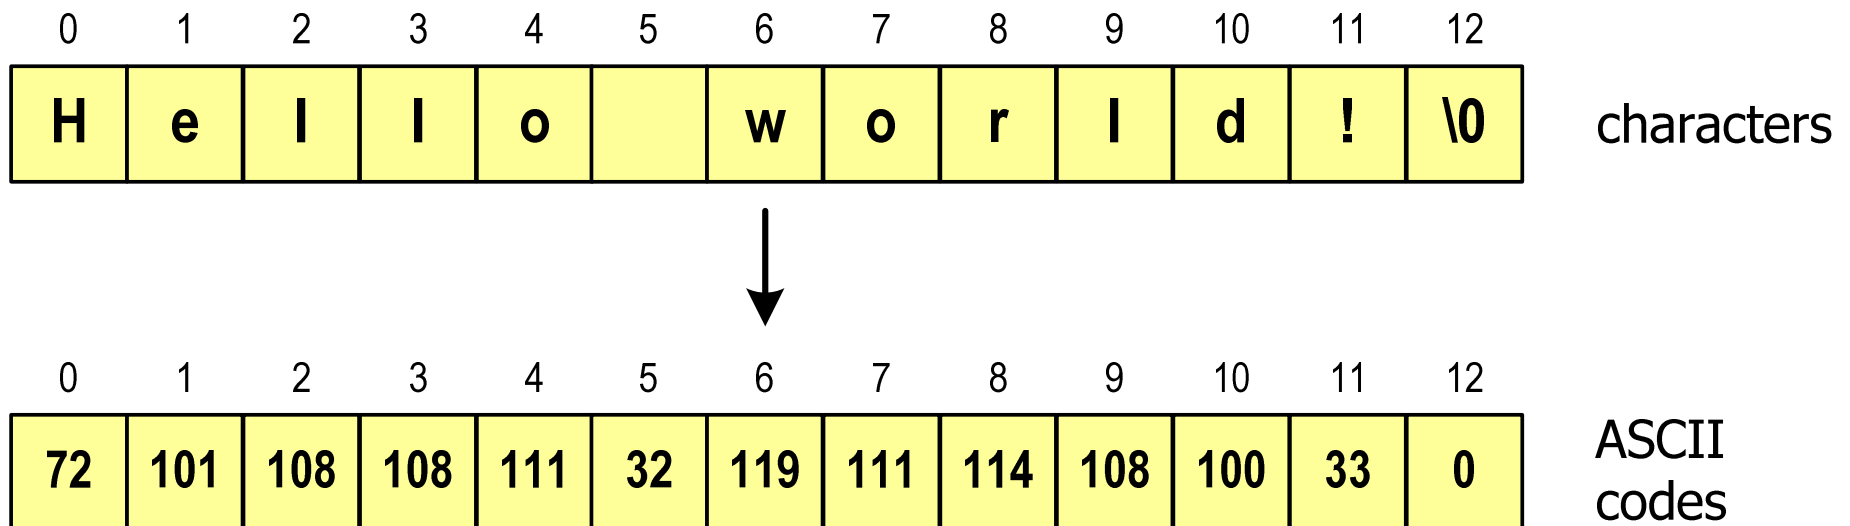 0 1 2 3 4 5 6 7 8 9 10 11 12
H e l l o w o r l d ! \0 characters
0 1 2 3 4 5 6 7 8 9 10 11 12
72 101 108 108 111 32 119 111 114 108 100 33 0 ASCII
codes